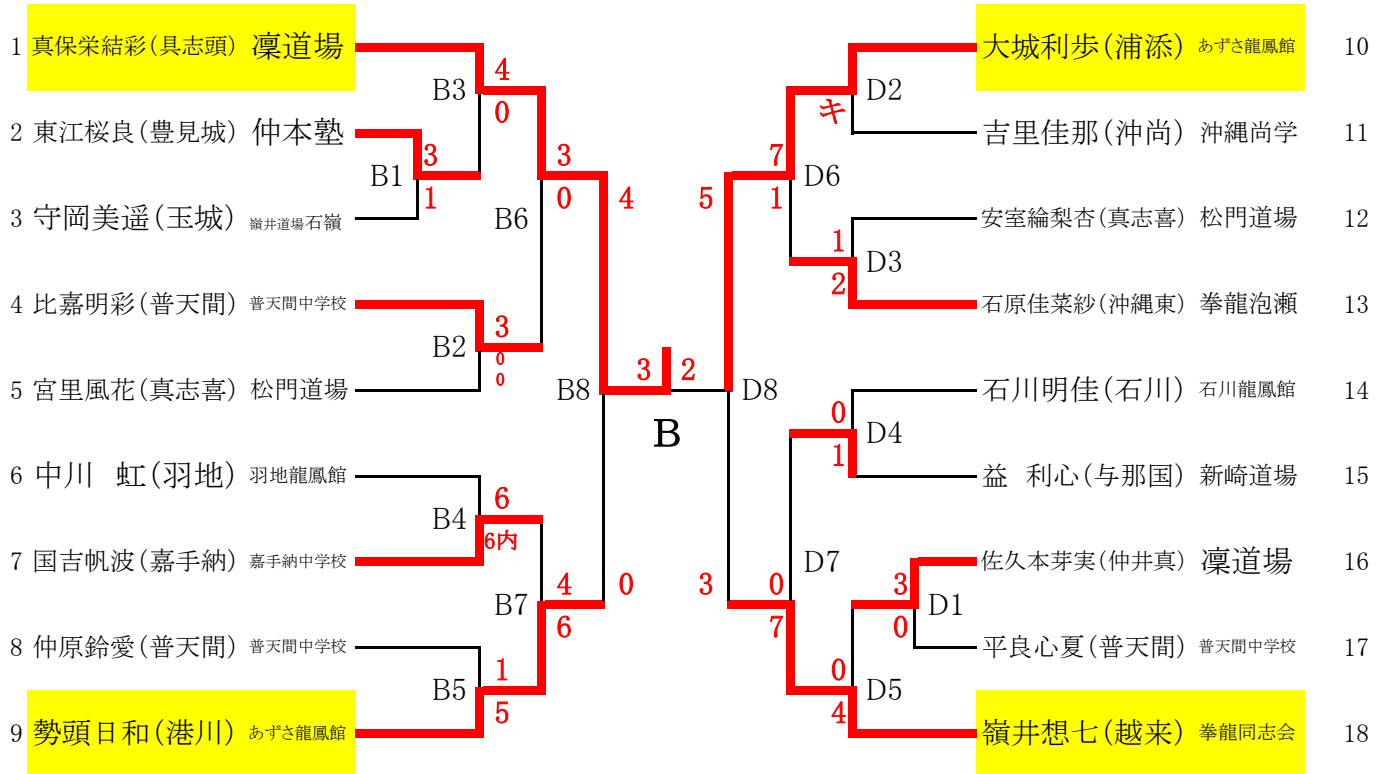 1 真保栄結彩(具志頭) 凜道場
2 東江桜良(豊見城) 仲本塾
3 守岡美遥(玉城) 嶺井道場石嶺
4 比嘉明彩(普天間) 普天間中学校
5 宮里風花(真志喜) 松門道場
6 中川 虹(羽地) 羽地龍鳳館
7 国吉帆波(嘉手納) 嘉手納中学校
8 仲原鈴愛(普天間) 普天間中学校
9 勢頭日和(港川) あずさ龍鳳館
B3
4
0
B1
3
1
B6
3
0
B2
3
0
0
B8
4
0
B4
6
6内
B7
4
6
B5
1
5
3
2
B
D2
キ
D6
7
1
D3
1
2
D8
5
3
D4
0
1
D7
0
7
D1
3
0
D5
0
4
大城利歩(浦添) あずさ龍鳳館 10
吉里佳那(沖尚) 沖縄尚学 11
安室綸梨杏(真志喜) 松門道場 12
石原佳菜紗(沖縄東) 拳龍泡瀬 13
石川明佳(石川) 石川龍鳳館 14
益 利心(与那国) 新崎道場 15
佐久本芽実(仲井真) 凜道場 16
平良心夏(普天間) 普天間中学校 17
嶺井想七(越来) 拳龍同志会 18